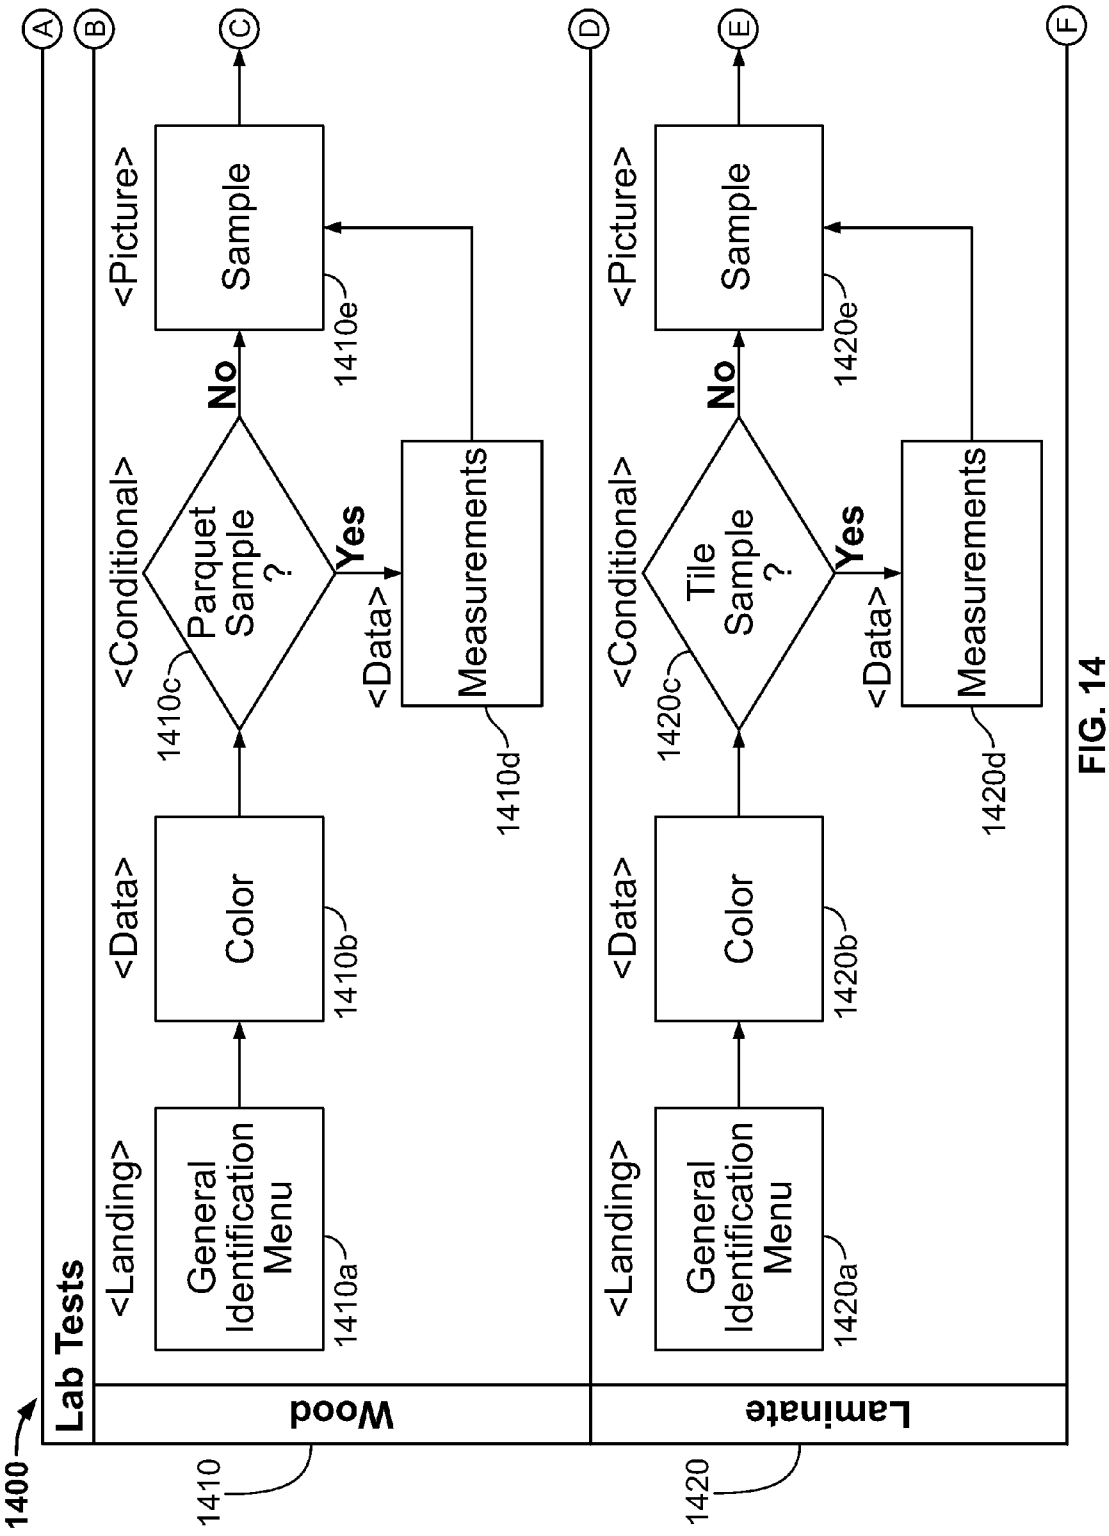 1400
A
Lab Tests
B
1410
Wood
<Landing>
General
Identification
Menu
1410a
<Data>
Color
1410b
<Conditional>
Parquet
Sample
?
1410c
No
Yes
<Data>
Measurements
1410d
<Picture>
Sample
1410e
C
D
1420
Laminate
<Landing>
General
Identification
Menu
1420a
<Data>
Color
1420b
<Conditional>
Tile
Sample
?
1420c
No
Yes
<Data>
Measurements
1420d
<Picture>
Sample
1420e
E
F
FIG. 14